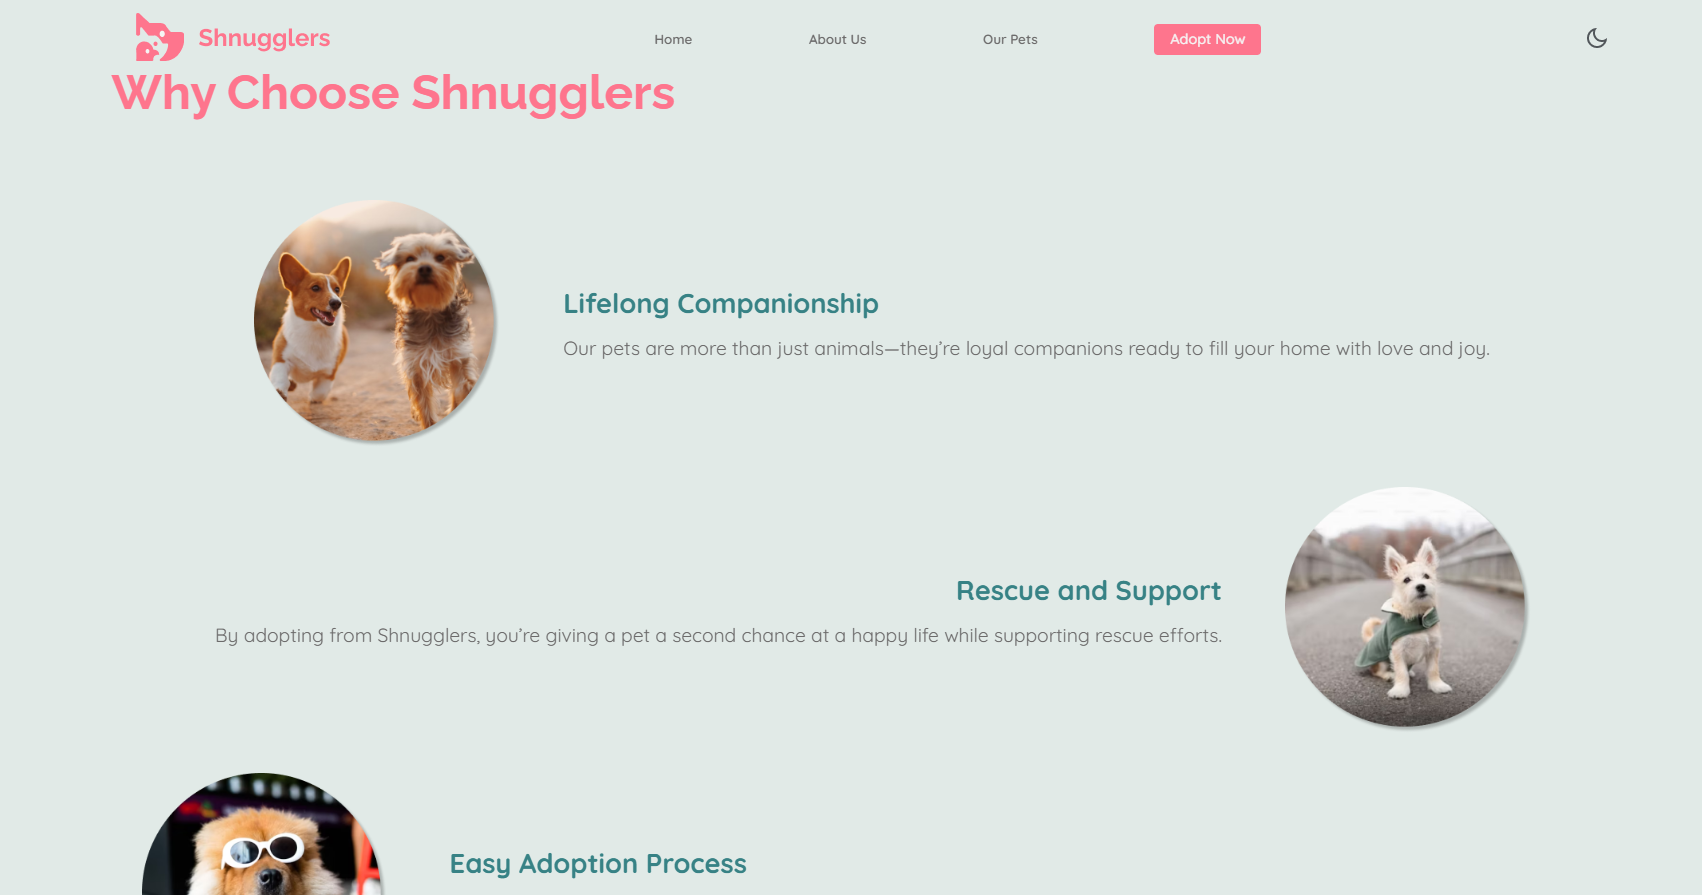 Shnugglers
Home
About Us
Our Pets
Adopt Now
Why Choose Shnugglers
Lifelong Companionship
Our pets are more than just animals—they’re loyal companions ready to fill your home with love and joy.
Rescue and Support
By adopting from Shnugglers, you’re giving a pet a second chance at a happy life while supporting rescue efforts.
Easy Adoption Process